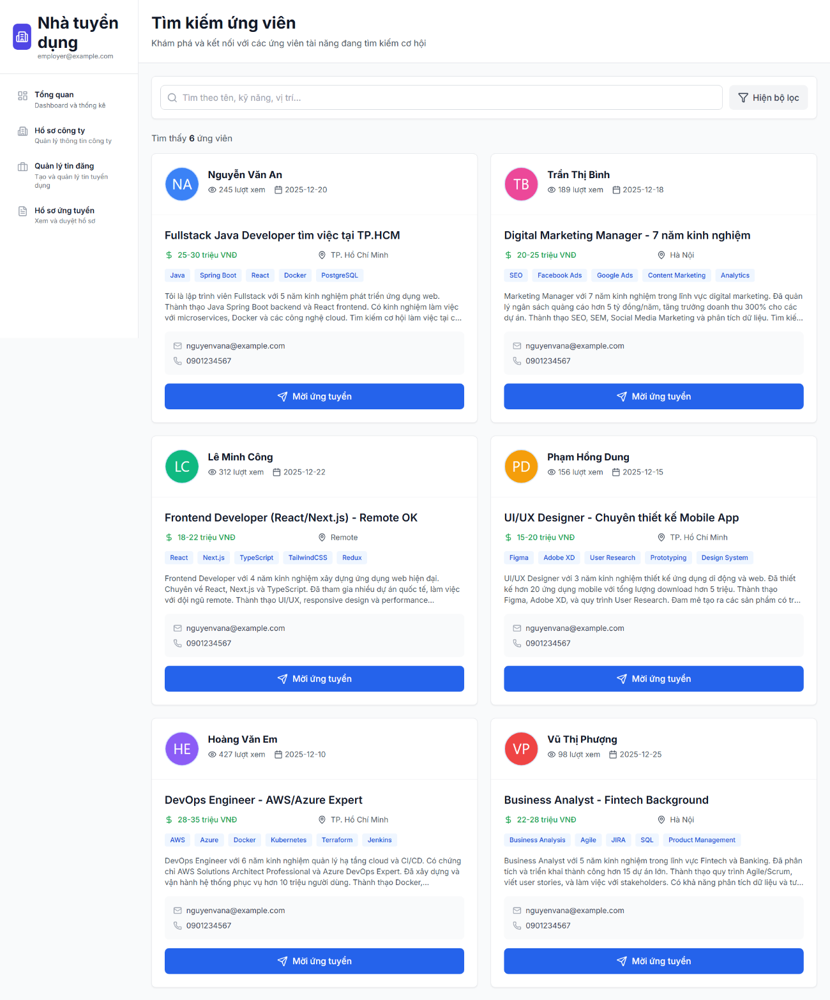 Nhà tuyển
dụng
employer@example.com
Tổng quan
Dashboard và thống kê
Hồ sơ công ty
Quản lý thông tin công ty
Quản lý tin đăng
Tạo và quản lý tin tuyển
dụng
Hồ sơ ứng tuyển
Xem và duyệt hồ sơ
Tìm kiếm ứng viên
Khám phá và kết nối với các ứng viên tài năng đang tìm kiếm cơ hội
Tìm theo tên, kỹ năng, vị trí...
Hiện bộ lọc
Tìm thấy 6 ứng viên
NA
Nguyễn Văn An
245 lượt xem 2025-12-20
Fullstack Java Developer tìm việc tại TP.HCM
25-30 triệu VNĐ TP. Hồ Chí Minh
Java Spring Boot React Docker PostgreSQL
Tôi là lập trình viên Fullstack với 5 năm kinh nghiệm phát triển ứng dụng web.
Thành thạo Java Spring Boot backend và React frontend. Có kinh nghiệm làm việc
với microservices, Docker và các công nghệ cloud. Tìm kiếm cơ hội làm việc tại c...
nguyenvana@example.com
0901234567
Mời ứng tuyển
TB
Trần Thị Bình
189 lượt xem 2025-12-18
Digital Marketing Manager - 7 năm kinh nghiệm
20-25 triệu VNĐ Hà Nội
SEO Facebook Ads Google Ads Content Marketing Analytics
Marketing Manager với 7 năm kinh nghiệm trong lĩnh vực digital marketing. Đã quản
lý ngân sách quảng cáo hơn 5 tỷ đồng/năm, tăng trưởng doanh thu 300% cho các
dự án. Thành thạo SEO, SEM, Social Media Marketing và phân tích dữ liệu. Tìm kiế...
nguyenvana@example.com
0901234567
Mời ứng tuyển
LC
Lê Minh Công
312 lượt xem 2025-12-22
Frontend Developer (React/Next.js) - Remote OK
18-22 triệu VNĐ Remote
React Next.js TypeScript TailwindCSS Redux
Frontend Developer với 4 năm kinh nghiệm xây dựng ứng dụng web hiện đại.
Chuyên về React, Next.js và TypeScript. Đã tham gia nhiều dự án quốc tế, làm việc
với đội ngũ remote. Thành thạo UI/UX, responsive design và performance...
nguyenvana@example.com
0901234567
Mời ứng tuyển
PD
Phạm Hồng Dung
156 lượt xem 2025-12-15
UI/UX Designer - Chuyên thiết kế Mobile App
15-20 triệu VNĐ TP. Hồ Chí Minh
Figma Adobe XD User Research Prototyping Design System
UI/UX Designer với 3 năm kinh nghiệm thiết kế ứng dụng di động và web. Đã thiết
kế hơn 20 ứng dụng mobile với tổng lượng download hơn 5 triệu. Thành thạo
Figma, Adobe XD, và quy trình User Research. Đam mê tạo ra các sản phẩm có tr...
nguyenvana@example.com
0901234567
Mời ứng tuyển
HE
Hoàng Văn Em
427 lượt xem 2025-12-10
DevOps Engineer - AWS/Azure Expert
28-35 triệu VNĐ TP. Hồ Chí Minh
AWS Azure Docker Kubernetes Terraform Jenkins
DevOps Engineer với 6 năm kinh nghiệm quản lý hạ tầng cloud và CI/CD. Có chứng
chỉ AWS Solutions Architect Professional và Azure DevOps Expert. Đã xây dựng và
vận hành hệ thống phục vụ hơn 10 triệu người dùng. Thành thạo Docker,...
nguyenvana@example.com
0901234567
Mời ứng tuyển
VP
Vũ Thị Phượng
98 lượt xem 2025-12-25
Business Analyst - Fintech Background
22-28 triệu VNĐ Hà Nội
Business Analysis Agile JIRA SQL Product Management
Business Analyst với 5 năm kinh nghiệm trong lĩnh vực Fintech và Banking. Đã phân
tích và triển khai thành công hơn 15 dự án lớn. Thành thạo quy trình Agile/Scrum,
viết user stories, và làm việc với stakeholders. Có khả năng phân tích dữ liệu và tư...
nguyenvana@example.com
0901234567
Mời ứng tuyển